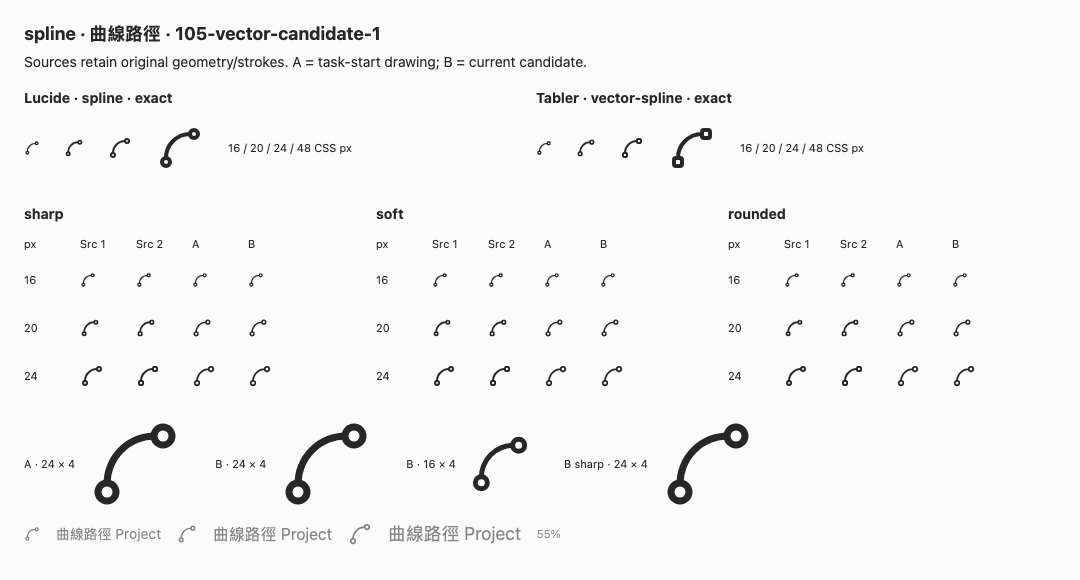 spline · 曲線路徑 · 105-vector-candidate-1
Sources retain original geometry/strokes. A = task-start drawing; B = current candidate.
Lucide · spline · exact
Tabler · vector-spline · exact
16 / 20 / 24 / 48 CSS px
16 / 20 / 24 / 48 CSS px
sharp
soft
rounded
px Src 1 Src 2 A B
px Src 1 Src 2 A B
px Src 1 Src 2 A B
16
16
16
20
20
20
24
24
24
A · 24 × 4
B · 24 × 4
B · 16 × 4
B sharp · 24 × 4
曲線路徑 Project
曲線路徑 Project
曲線路徑 Project
55%